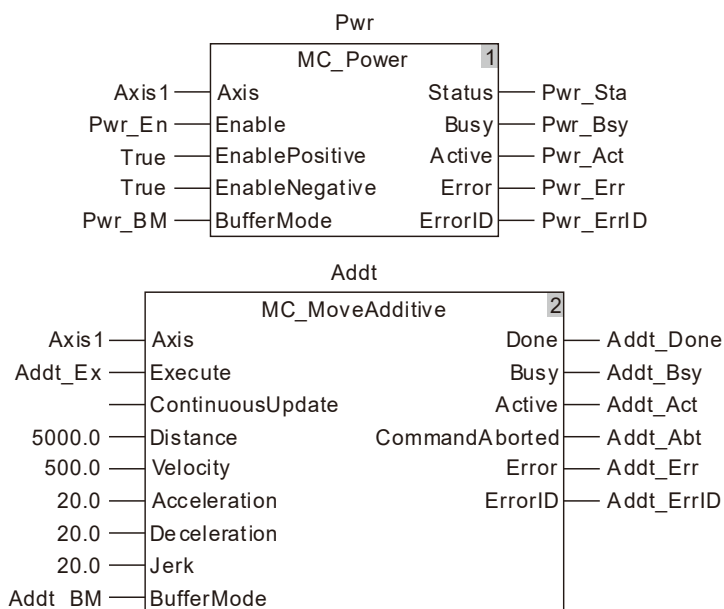 Pwr
MC_Power 1
Axis1 Axis Status Pwr_Sta
Pwr_En Enable Busy Pwr_Bsy
True EnablePositive Active Pwr_Act
True EnableNegative Error Pwr_Err
Pwr_BM BufferMode ErrorID Pwr_ErrID
Addt
MC_MoveAdditive 2
Axis1 Axis Done Addt_Done
Addt_Ex Execute Busy Addt_Bsy
ContinuousUpdate Active Addt_Act
5000.0 Distance CommandAborted Addt_Abt
500.0 Velocity Error Addt_Err
20.0 Acceleration ErrorID Addt_ErrID
20.0 Deceleration
20.0 Jerk
Addt_BM BufferMode